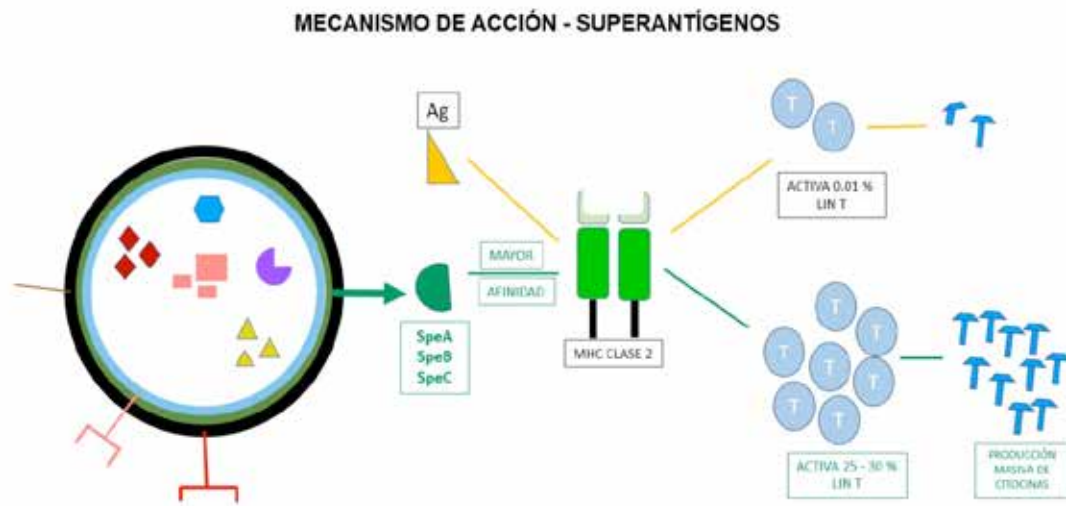 MECANISMO DE ACCIÓN - SUPERANTÍGENOS
Ag
MAYOR
AFINIDAD
SpeA
SpeB
SpeC
MHC CLASE 2
T
T
ACTIVA 0.01 %
LIN T
T
T
T
T
T
T
T
ACTIVA 25 - 30 %
LIN T
PRODUCCIÓN
MASIVA DE
CITOCINAS